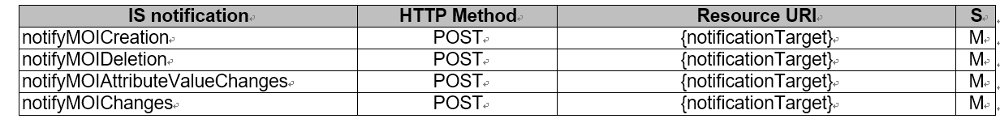 IS notification HTTP Method Resource URI S
notifyMOICreation POST {notificationTarget} M
notifyMOIDeletion POST {notificationTarget} M
notifyMOIAttributeValueChanges POST {notificationTarget} M
notifyMOIChanges POST {notificationTarget} M